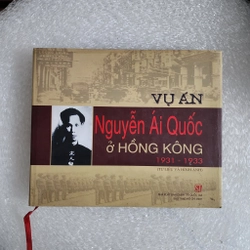 VỤ ÁN
Nguyễn Ái Quốc
ở HỒNG KÔNG
1931 - 1933